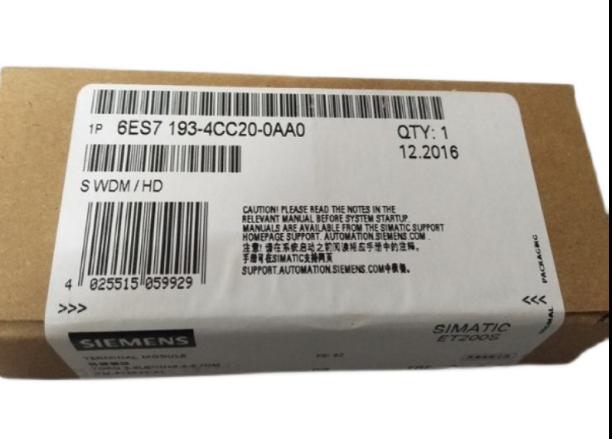 1P 6ES7 193-4CC20-0AA0
QTY: 1
12.2016
S WDM / HD
CAUTION! PLEASE READ THE NOTES IN THE
RELEVANT MANUAL BEFORE SYSTEM STARTUP.
MANUALS ARE AVAILABLE FROM THE SIMATIC SUPPORT
HOMEPAGE SUPPORT. AUTOMATION.SIEMENS.COM .
注意! 请在系统启动之前阅读相应手册中的注释。
手册可在SIMATIC支持网页
SUPPORT.AUTOMATION.SIEMENS.COM中获得。
4 025515 059929
>>>
<<<
PACKAGING
SIEMENS
SIMATIC
ET200S
TERMINAL MODULE